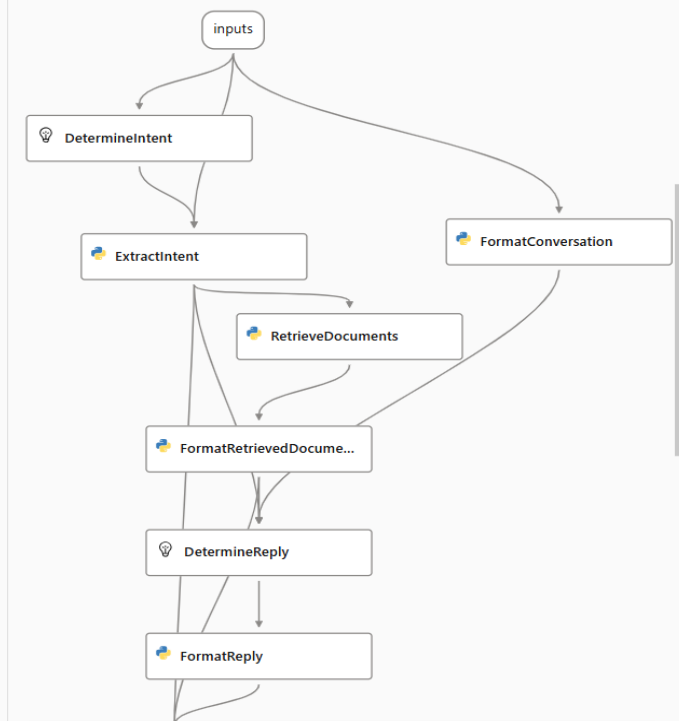 inputs
DetermineIntent
ExtractIntent
FormatConversation
RetrieveDocuments
FormatRetrievedDocume...
DetermineReply
FormatReply